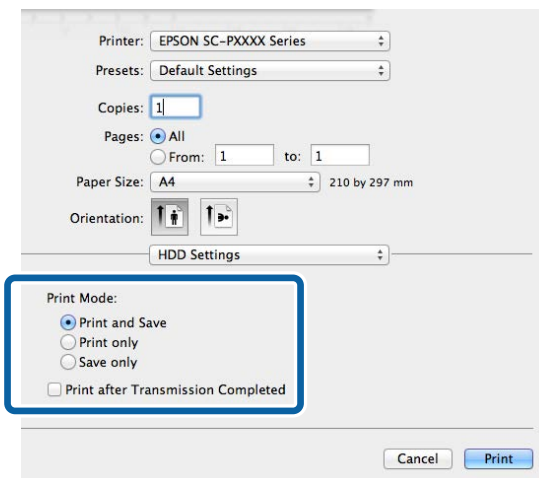 Printer: EPSON SC-PXXXX Series
Presets: Default Settings
Copies: 1
Pages: All
From: 1 to: 1
Paper Size: A4 210 by 297 mm
Orientation:
HDD Settings
Print Mode:
Print and Save
Print only
Save only
Print after Transmission Completed
Cancel Print